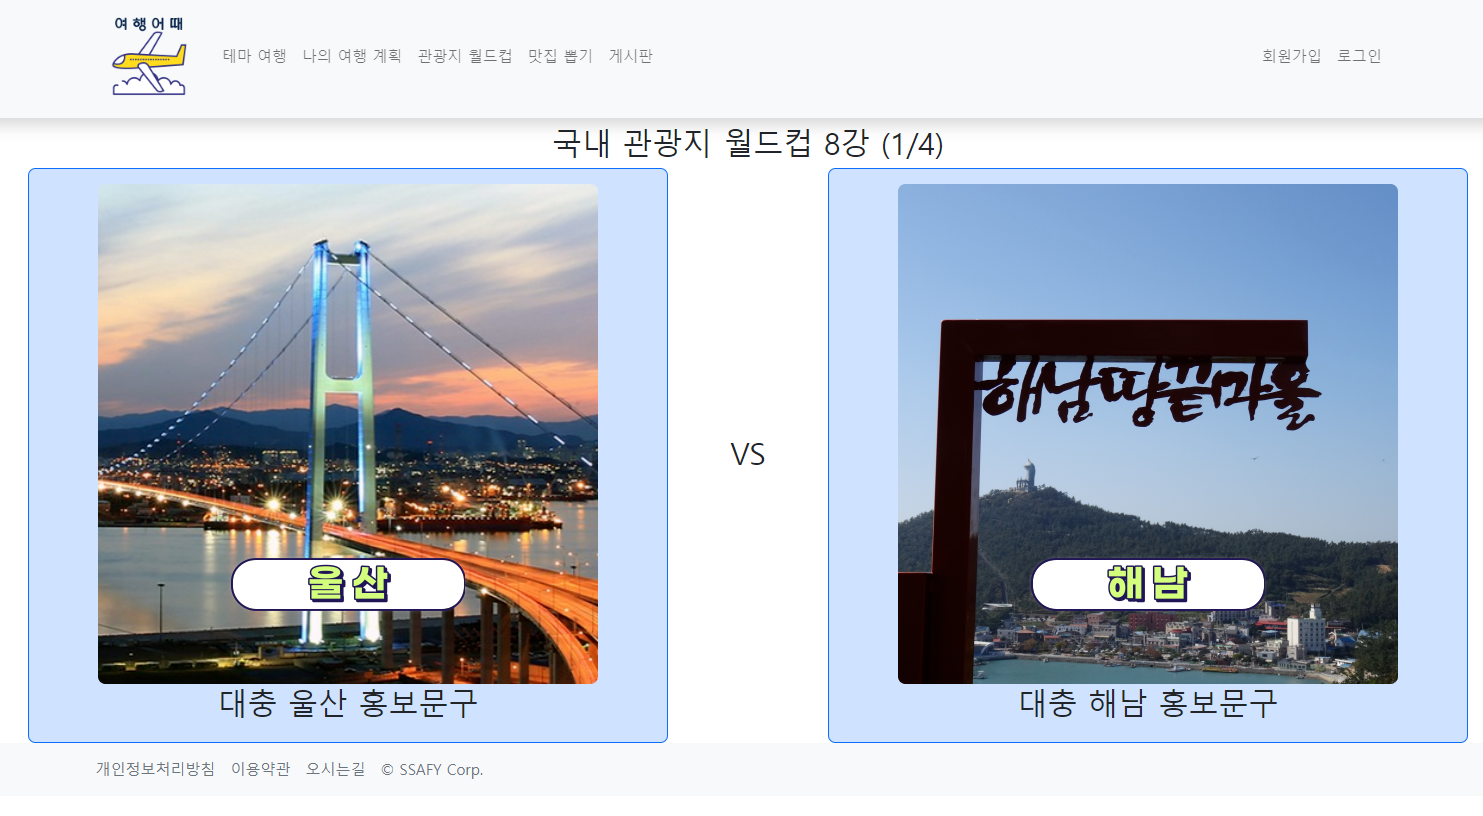 여행어때
테마 여행 나의 여행 계획 관광지 월드컵 맛집 뽑기 게시판 회원가입 로그인
국내 관광지 월드컵 8강 (1/4)
해남땅끝마을
VS
울산
해남
대충 울산 홍보문구
대충 해남 홍보문구
개인정보처리방침 이용약관 오시는길 © SSAFY Corp.